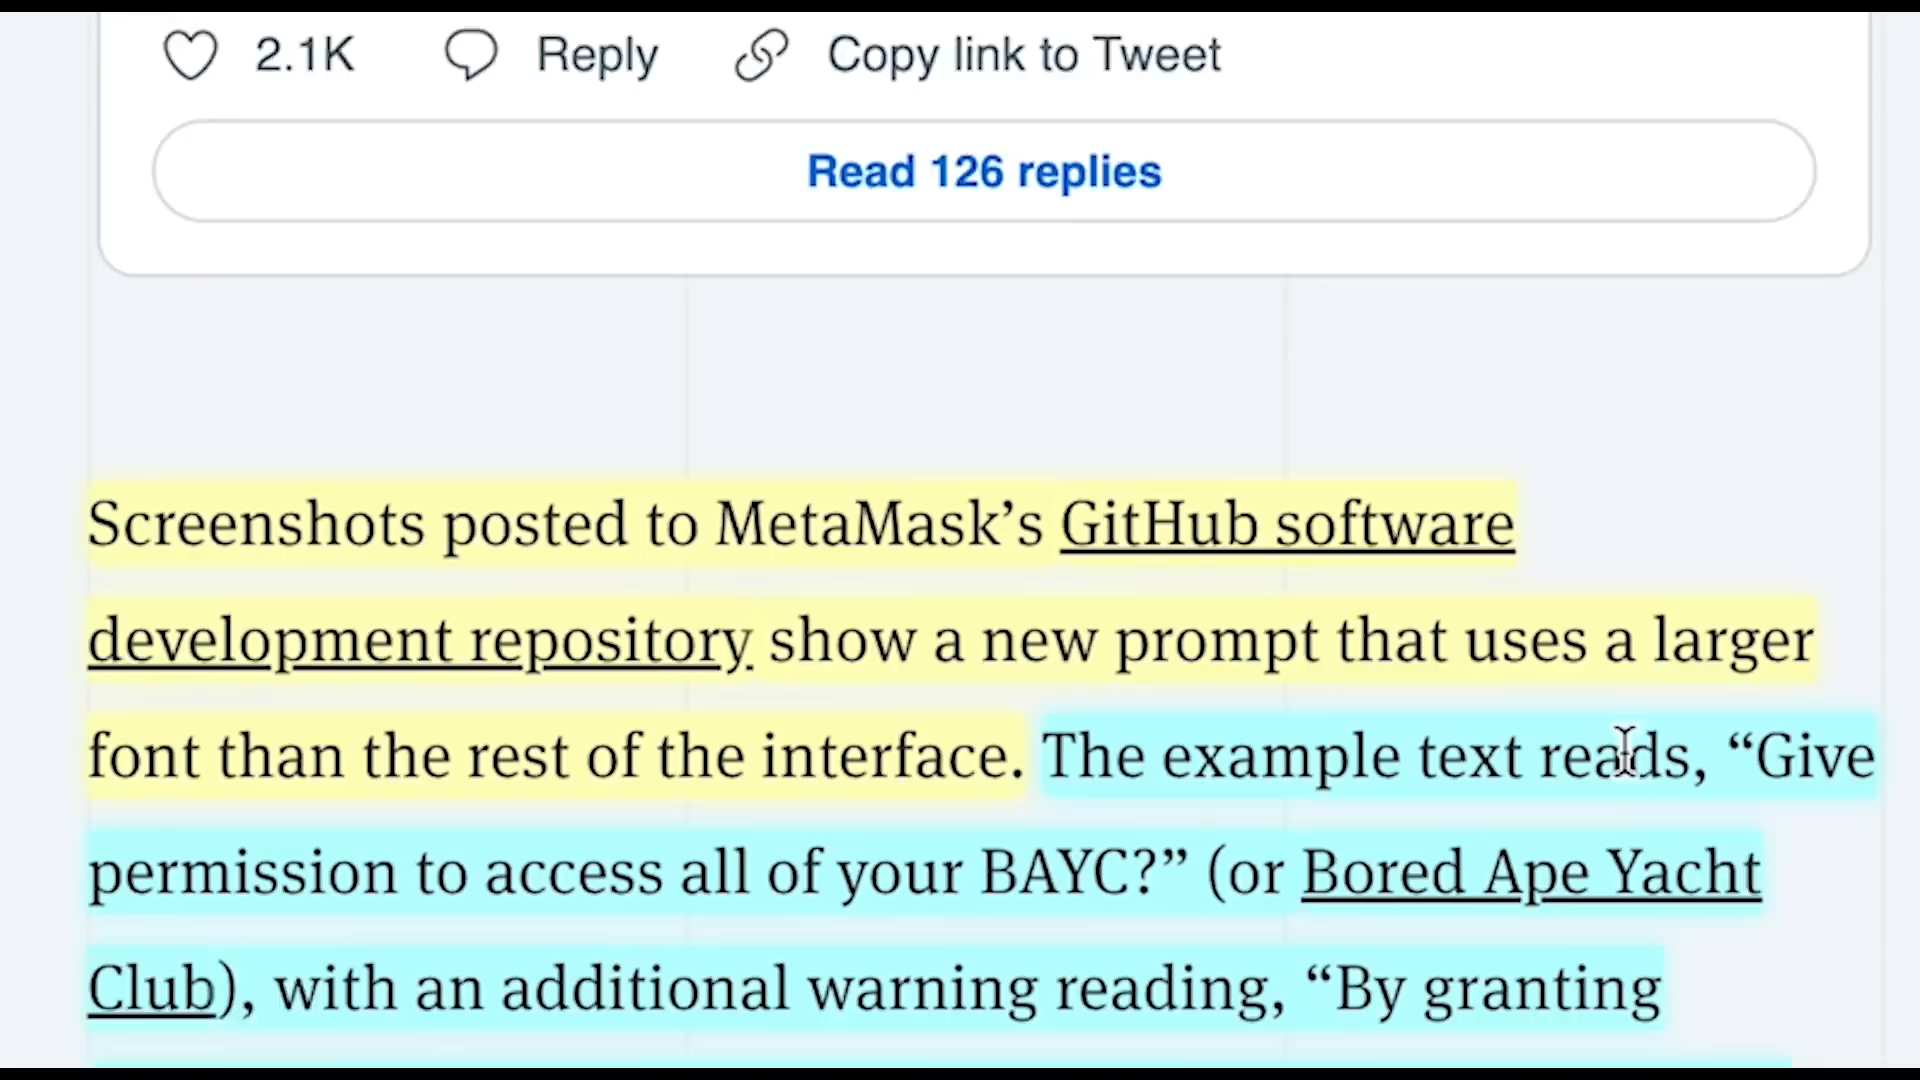 2.1K Reply Copy link to Tweet
Read 126 replies
Screenshots posted to MetaMask’s GitHub software
development repository show a new prompt that uses a larger
font than the rest of the interface. The example text reads, “Give
permission to access all of your BAYC?” (or Bored Ape Yacht
Club), with an additional warning reading, “By granting